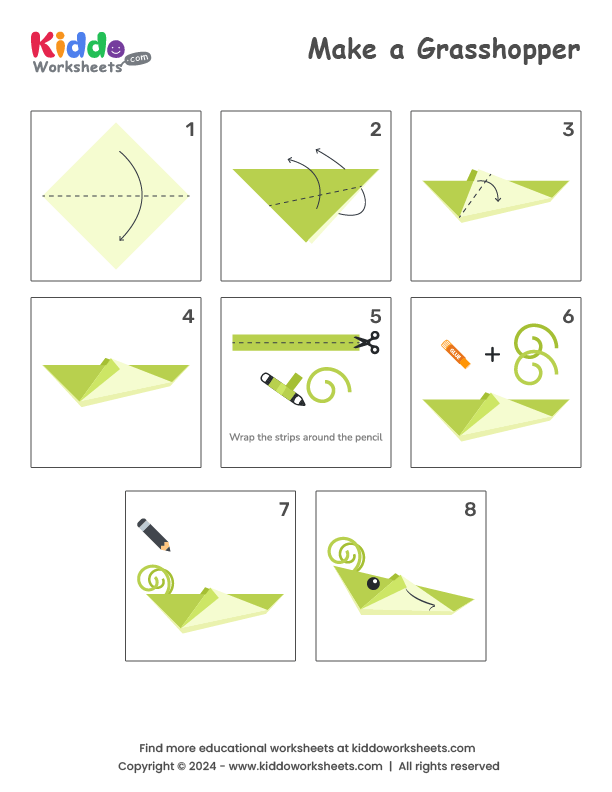 Kiddo
Worksheets
.com
Make a Grasshopper
1
2
3
4
5
Wrap the strips around the pencil
6
GLUE
7
8
Find more educational worksheets at kiddoworksheets.com
Copyright © 2024 - www.kiddoworksheets.com | All rights reserved